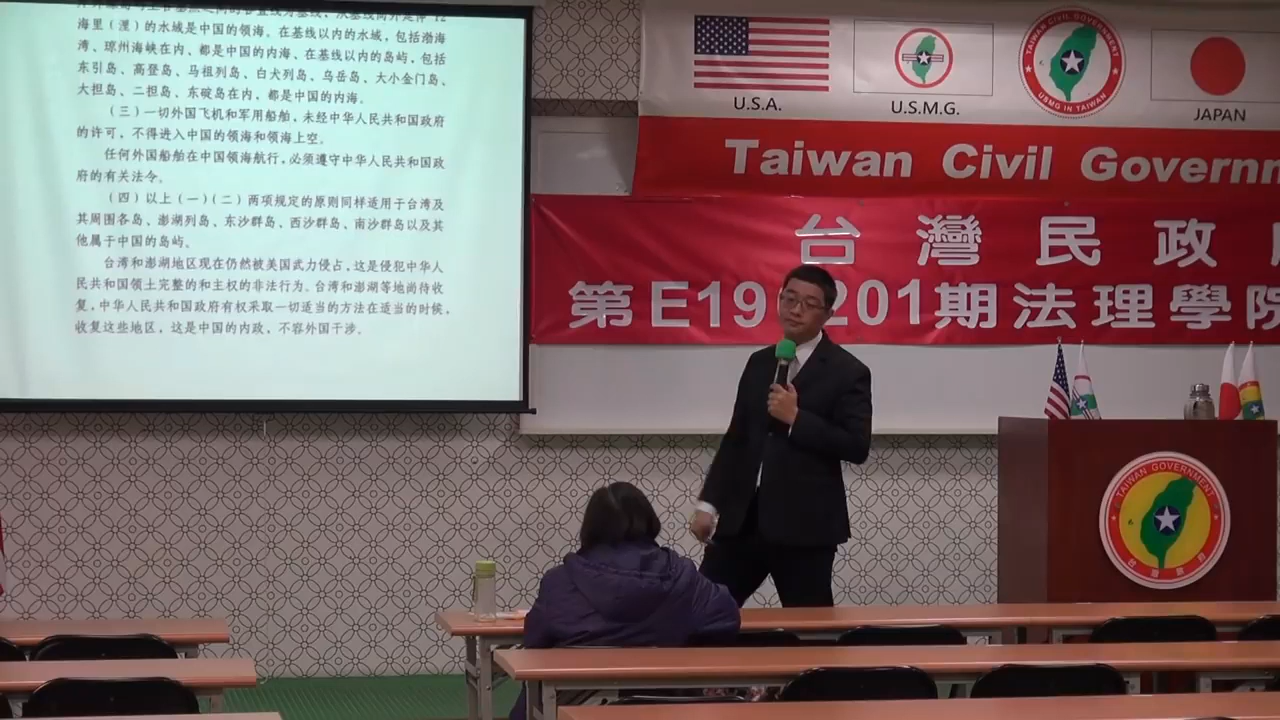 海里（浬）的水域是中国的领海。在基线以内的水域，包括渤海
湾、琼州海峡在内、都是中国的内海、在基线以内的岛屿，包括
东引岛、高登岛、马祖列岛、白犬列岛、乌岳岛、大小金门岛、
大担岛、二担岛、东碇岛在内，都是中国的内海。
（三）一切外国飞机和军用船舶，未经中华人民共和国政府
的许可，不得进入中国的领海和领海上空。
任何外国船舶在中国领海航行，必须遵守中华人民共和国政
府的有关法令。
（四）以上（一）（二）两项规定的原则同样适用于台湾及
其周围各岛、澎湖列岛、东沙群岛、西沙群岛、南沙群岛以及其
他属于中国的岛屿。
台湾和澎湖地区现在仍然被美国武力侵占，这是侵犯中华人
民共和国领土完整的和主权的非法行为。台湾和澎湖等地尚待收
复，中华人民共和国政府有权采取一切适当的方法在适当的时候，
收复这些地区，这是中国的内政，不容外国干涉。
U.S.A.
U.S.M.G.
TAIWAN CIVIL GOVERNMENT
USMG IN TAIWAN
JAPAN
Taiwan Civil Governm
台灣民政
第E19 201期法理學院
TAIWAN GOVERNMENT
台灣政府